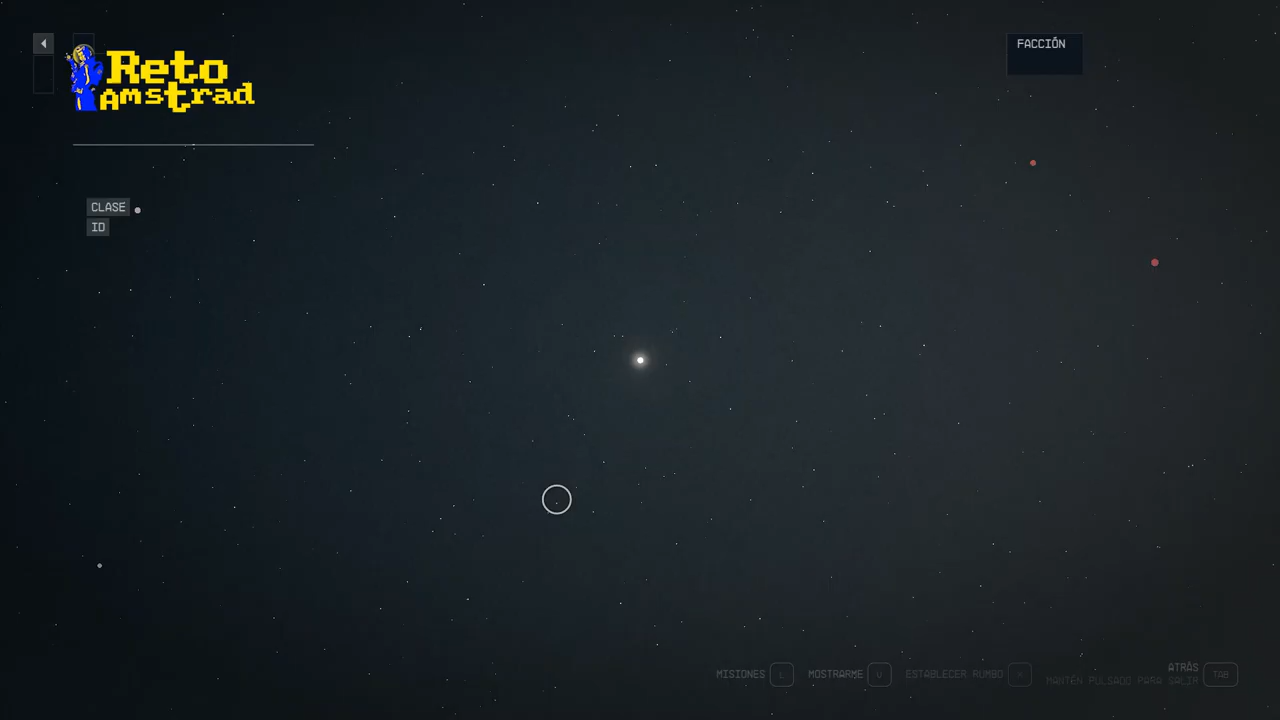 Reto
Amstrad
FACCIÓN
CLASE
ID
MISIONES L
MOSTRARME V
ESTABLECER RUMBO X
ATRÁS TAB
MANTÉN PULSADO PARA SALIR